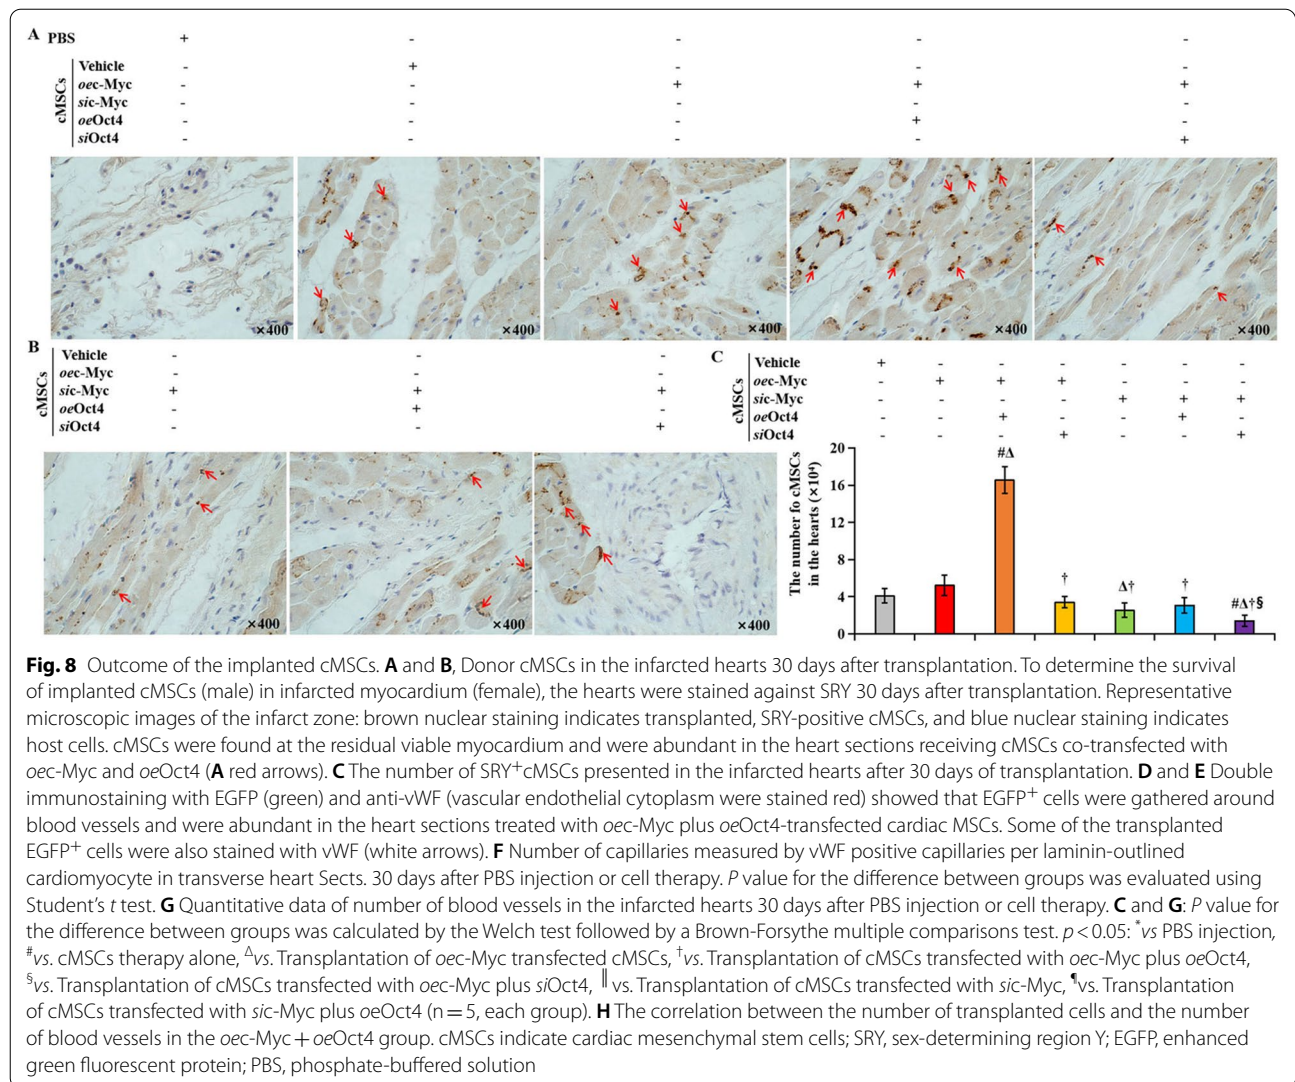 A PBS + - - - -
Vehicle - + - - -
oec-Myc - - + + +
sic-Myc - - - - -
oeOct4 - - - + -
siOct4 - - - - +
cMSCs
×400 ×400 ×400 ×400 ×400
B
Vehicle - - -
oec-Myc - - -
sic-Myc + + +
oeOct4 - + -
siOct4 - - +
cMSCs
×400 ×400 ×400
C
Vehicle + - - - - - -
oec-Myc - + + + - - -
sic-Myc - - - - + + +
oeOct4 - - + - - + -
siOct4 - - - + - - +
cMSCs
The number fo cMSCs
in the hearts (×10⁴)
20
16
12
8
4
0
#Δ
†
Δ†
†
#Δ†§
Fig. 8 Outcome of the implanted cMSCs. A and B, Donor cMSCs in the infarcted hearts 30 days after transplantation. To determine the survival
of implanted cMSCs (male) in infarcted myocardium (female), the hearts were stained against SRY 30 days after transplantation. Representative
microscopic images of the infarct zone: brown nuclear staining indicates transplanted, SRY-positive cMSCs, and blue nuclear staining indicates
host cells. cMSCs were found at the residual viable myocardium and were abundant in the heart sections receiving cMSCs co-transfected with
oec-Myc and oeOct4 (A red arrows). C The number of SRY⁺cMSCs presented in the infarcted hearts after 30 days of transplantation. D and E Double
immunostaining with EGFP (green) and anti-vWF (vascular endothelial cytoplasm were stained red) showed that EGFP⁺ cells were gathered around
blood vessels and were abundant in the heart sections treated with oec-Myc plus oeOct4-transfected cardiac MSCs. Some of the transplanted
EGFP⁺ cells were also stained with vWF (white arrows). F Number of capillaries measured by vWF positive capillaries per laminin-outlined
cardiomyocyte in transverse heart Sects. 30 days after PBS injection or cell therapy. P value for the difference between groups was evaluated using
Student's t test. G Quantitative data of number of blood vessels in the infarcted hearts 30 days after PBS injection or cell therapy. C and G: P value for
the difference between groups was calculated by the Welch test followed by a Brown-Forsythe multiple comparisons test. p < 0.05: *vs PBS injection,
#vs. cMSCs therapy alone, Δvs. Transplantation of oec-Myc transfected cMSCs, †vs. Transplantation of cMSCs transfected with oec-Myc plus oeOct4,
§vs. Transplantation of cMSCs transfected with oec-Myc plus siOct4, ‖ vs. Transplantation of cMSCs transfected with sic-Myc, ¶vs. Transplantation
of cMSCs transfected with sic-Myc plus oeOct4 (n = 5, each group). H The correlation between the number of transplanted cells and the number
of blood vessels in the oec-Myc + oeOct4 group. cMSCs indicate cardiac mesenchymal stem cells; SRY, sex-determining region Y; EGFP, enhanced
green fluorescent protein; PBS, phosphate-buffered solution